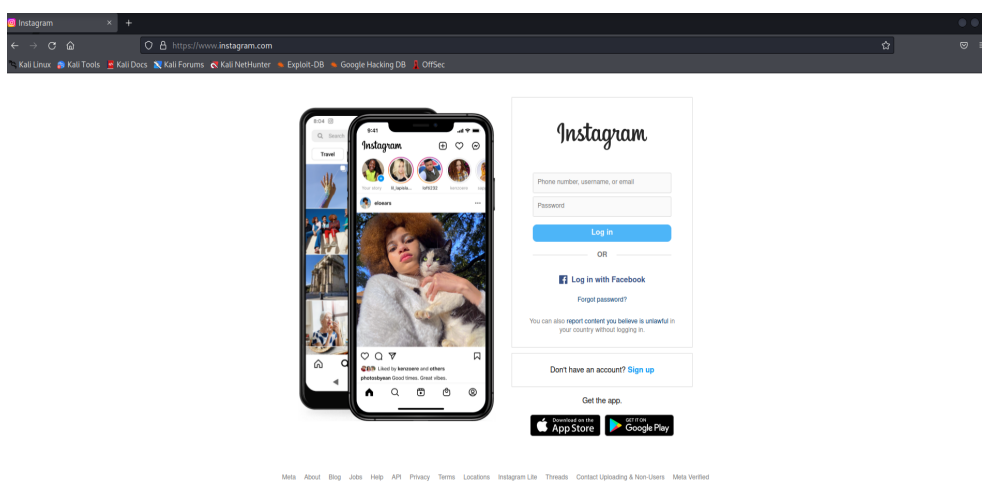 Instagram
https://www.instagram.com
Kali Linux Kali Tools Kali Docs Kali Forums Kali NetHunter Exploit-DB Google Hacking DB OffSec
8:04
Search
Travel
9:41
Instagram
Your story lil_lapisla... lofti232 kenzoere
eloears
Liked by kenzoere and others
photosbyean Good times. Great vibes.
Instagram
Phone number, username, or email
Password
Log in
OR
Log in with Facebook
Forgot password?
You can also report content you believe is unlawful in
your country without logging in.
Don't have an account? Sign up
Get the app.
Download on the
App Store
GET IT ON
Google Play
Meta About Blog Jobs Help API Privacy Terms Locations Instagram Lite Threads Contact Uploading & Non-Users Meta Verified